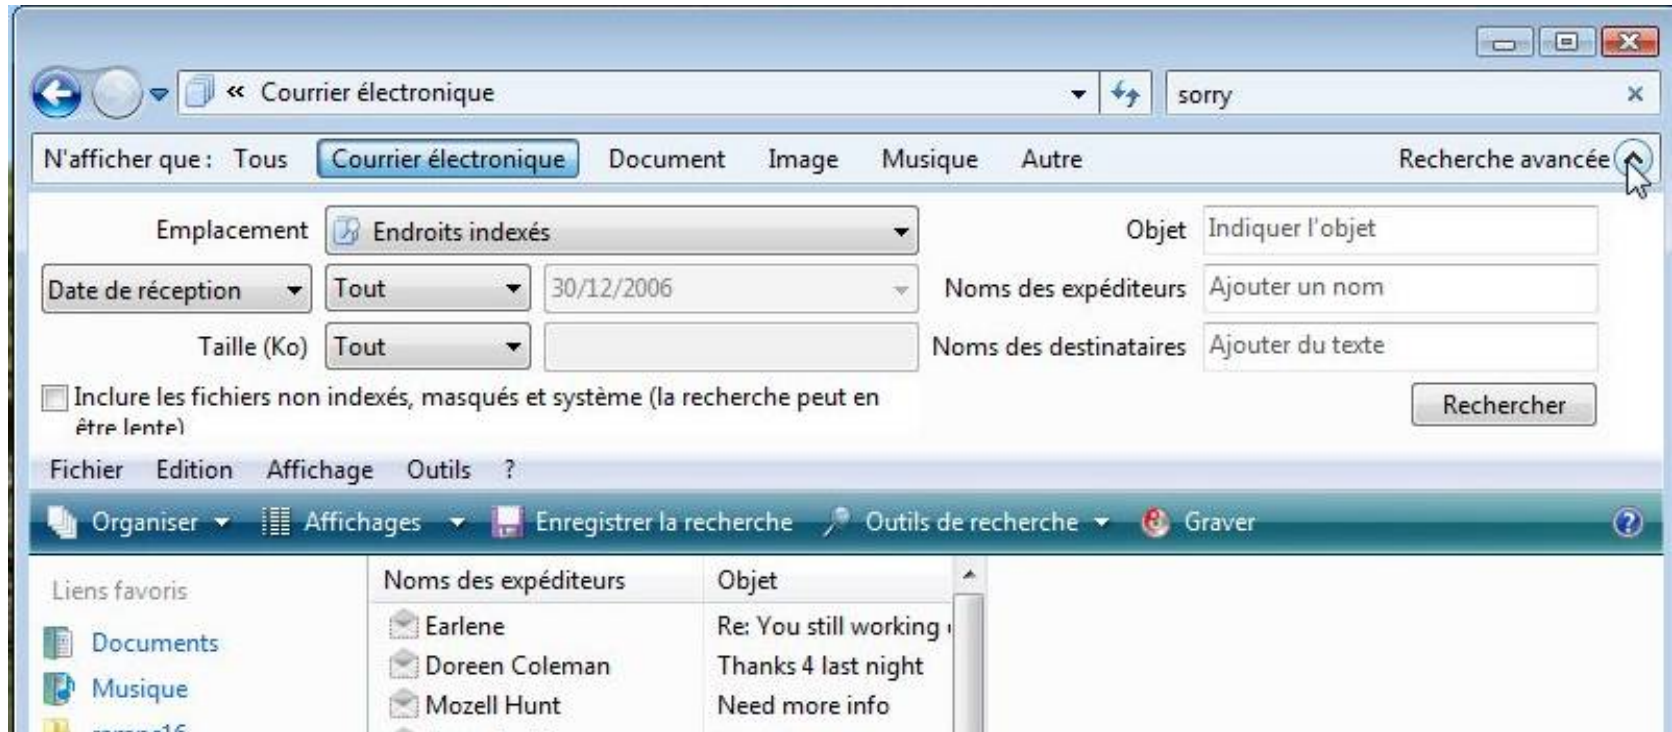 « Courrier électronique
sorry
N'afficher que : Tous Courrier électronique Document Image Musique Autre Recherche avancée
Emplacement Endroits indexés Objet Indiquer l'objet
Date de réception Tout 30/12/2006 Noms des expéditeurs Ajouter un nom
Taille (Ko) Tout Noms des destinataires Ajouter du texte
Inclure les fichiers non indexés, masqués et système (la recherche peut en
être lente)
Rechercher
Fichier Edition Affichage Outils ?
Organiser Affichages Enregistrer la recherche Outils de recherche Graver ?
Liens favoris Noms des expéditeurs Objet
Earlene Re: You still working
Documents
Doreen Coleman Thanks 4 last night
Musique
Mozell Hunt Need more info